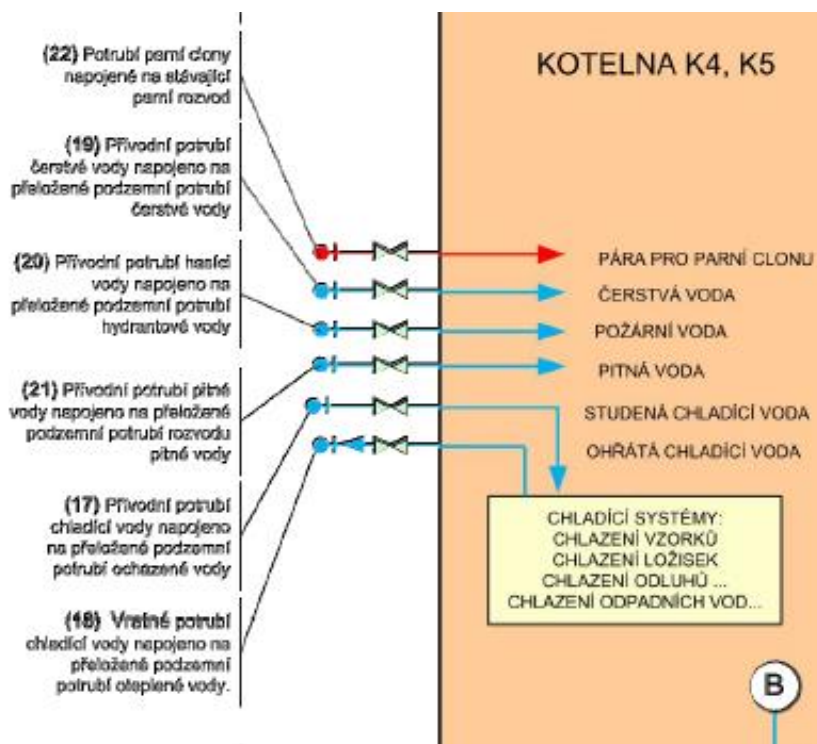 (22) Potrubí parní clony
napojené na stávající
parní rozvod
(19) Přívodní potrubí
čerstvé vody napojeno na
přeložené podzemní potrubí
čerstvé vody
(20) Přívodní potrubí hasící
vody napojeno na
přeložené podzemní potrubí
hydrantové vody
(21) Přívodní potrubí pitné
vody napojeno na přeložené
podzemní potrubí rozvodu
pitné vody
(17) Přívodní potrubí
chladící vody napojeno
na přeložené podzemní
potrubí ochlazené vody
(18) Vratné potrubí
chladící vody napojeno na
přeložené podzemní
potrubí oteplené vody.
KOTELNA K4, K5
PÁRA PRO PARNÍ CLONU
ČERSTVÁ VODA
POŽÁRNÍ VODA
PITNÁ VODA
STUDENÁ CHLADÍCÍ VODA
OHŘÁTÁ CHLADÍCÍ VODA
CHLADÍCÍ SYSTÉMY:
CHLAZENÍ VZORKŮ
CHLAZENÍ LOŽISEK
CHLAZENÍ ODLUHŮ ...
CHLAZENÍ ODPADNÍCH VOD...
B